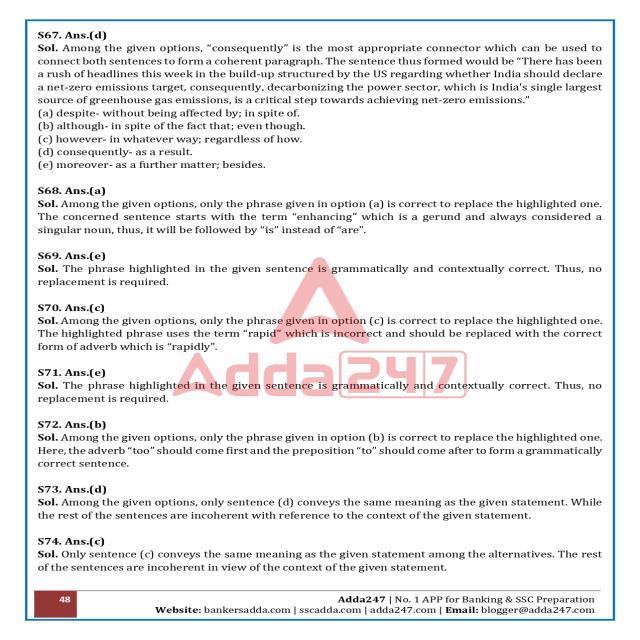 S67. Ans.(d)
Sol. Among the given options, “consequently” is the most appropriate connector which can be used to
connect both sentences to form a coherent paragraph. The sentence thus formed would be “There has been
a rush of headlines this week in the build-up structured by the US regarding whether India should declare
a net-zero emissions target, consequently, decarbonizing the power sector, which is India's single largest
source of greenhouse gas emissions, is a critical step towards achieving net-zero emissions.”
(a) despite- without being affected by; in spite of.
(b) although- in spite of the fact that; even though.
(c) however- in whatever way; regardless of how.
(d) consequently- as a result.
(e) moreover- as a further matter; besides.
S68. Ans.(a)
Sol. Among the given options, only the phrase given in option (a) is correct to replace the highlighted one.
The concerned sentence starts with the term “enhancing” which is a gerund and always considered a
singular noun, thus, it will be followed by “is” instead of “are”.
S69. Ans.(e)
Sol. The phrase highlighted in the given sentence is grammatically and contextually correct. Thus, no
replacement is required.
S70. Ans.(c)
Sol. Among the given options, only the phrase given in option (c) is correct to replace the highlighted one.
The highlighted phrase uses the term “rapid” which is incorrect and should be replaced with the correct
form of adverb which is “rapidly”.
S71. Ans.(e)
Sol. The phrase highlighted in the given sentence is grammatically and contextually correct. Thus, no
replacement is required.
Adda247
S72. Ans.(b)
Sol. Among the given options, only the phrase given in option (b) is correct to replace the highlighted one.
Here, the adverb “too” should come first and the preposition “to” should come after to form a grammatically
correct sentence.
S73. Ans.(d)
Sol. Among the given options, only sentence (d) conveys the same meaning as the given statement. While
the rest of the sentences are incoherent with reference to the context of the given statement.
S74. Ans.(c)
Sol. Only sentence (c) conveys the same meaning as the given statement among the alternatives. The rest
of the sentences are incoherent in view of the context of the given statement.
48 Adda247 | No. 1 APP for Banking & SSC Preparation
Website: bankersadda.com | sscadda.com | adda247.com | Email: blogger@adda247.com